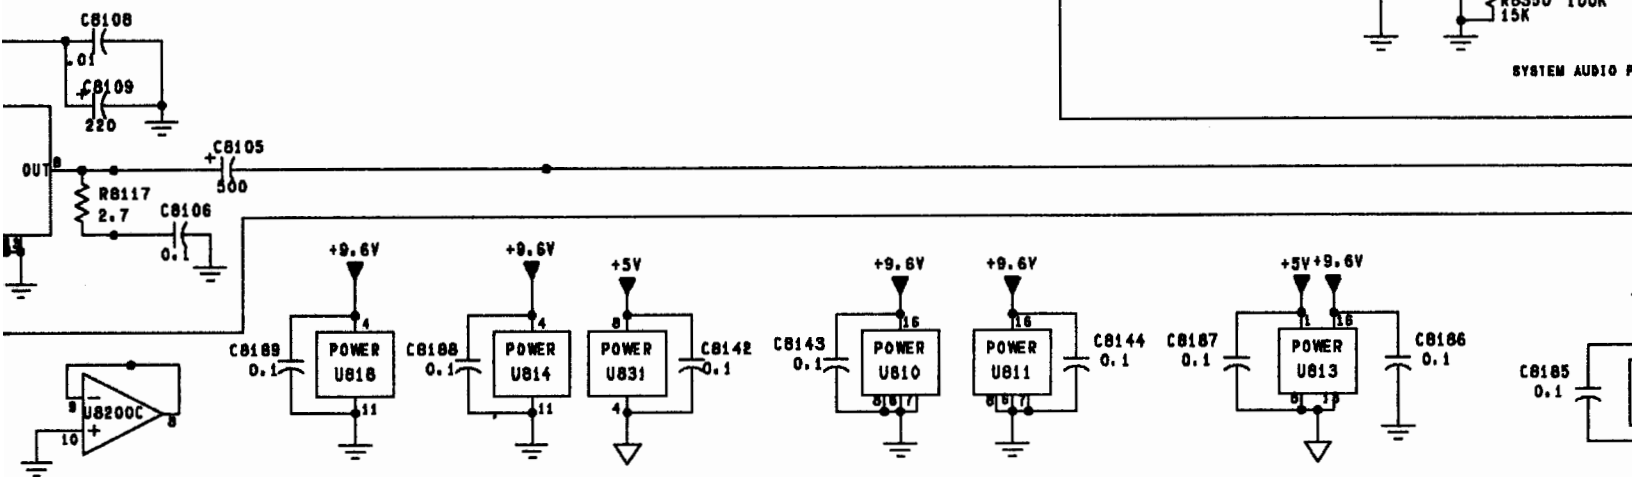 C8108
.01
+
C8109
220
R8350 100K
15K
SYSTEM AUDIO
OUT
8
+
C8105
500
R8117
2.7
C8106
0.1
+9.6V
4
POWER
U818
C8189
0.1
11
+9.6V
4
POWER
U814
C8188
0.1
11
+5V
8
POWER
U831
C8142
0.1
4
+9.6V
16
POWER
U810
C8143
0.1
8 6 7
+9.6V
16
POWER
U811
C8144
0.1
8 6 7
+5V +9.6V
1 16
POWER
U813
C8187
0.1
C8186
0.1
8 13
C8185
0.1
9
-
U8200C
8
10
+